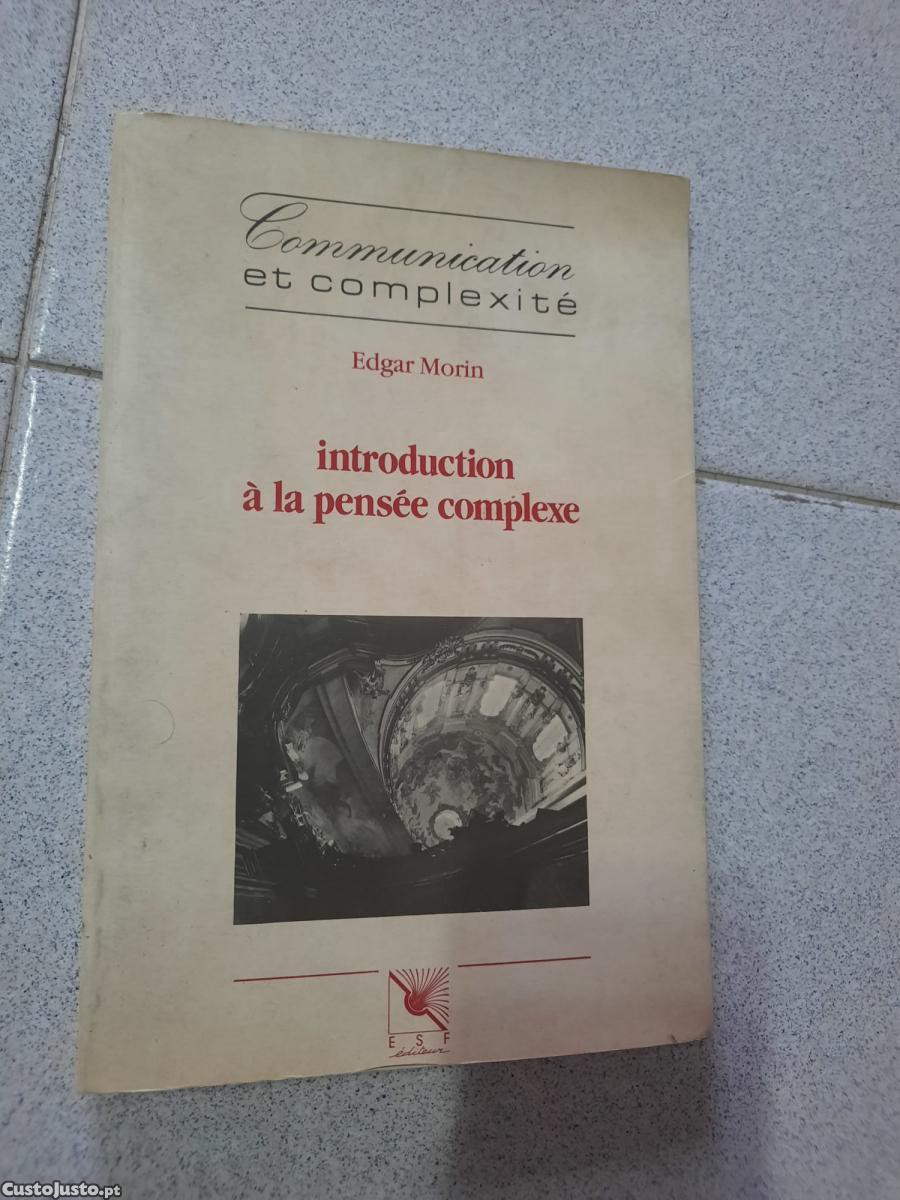 Communication
et complexité
Edgar Morin
introduction
à la pensée complexe
E S F
éditeur
CustoJusto.pt